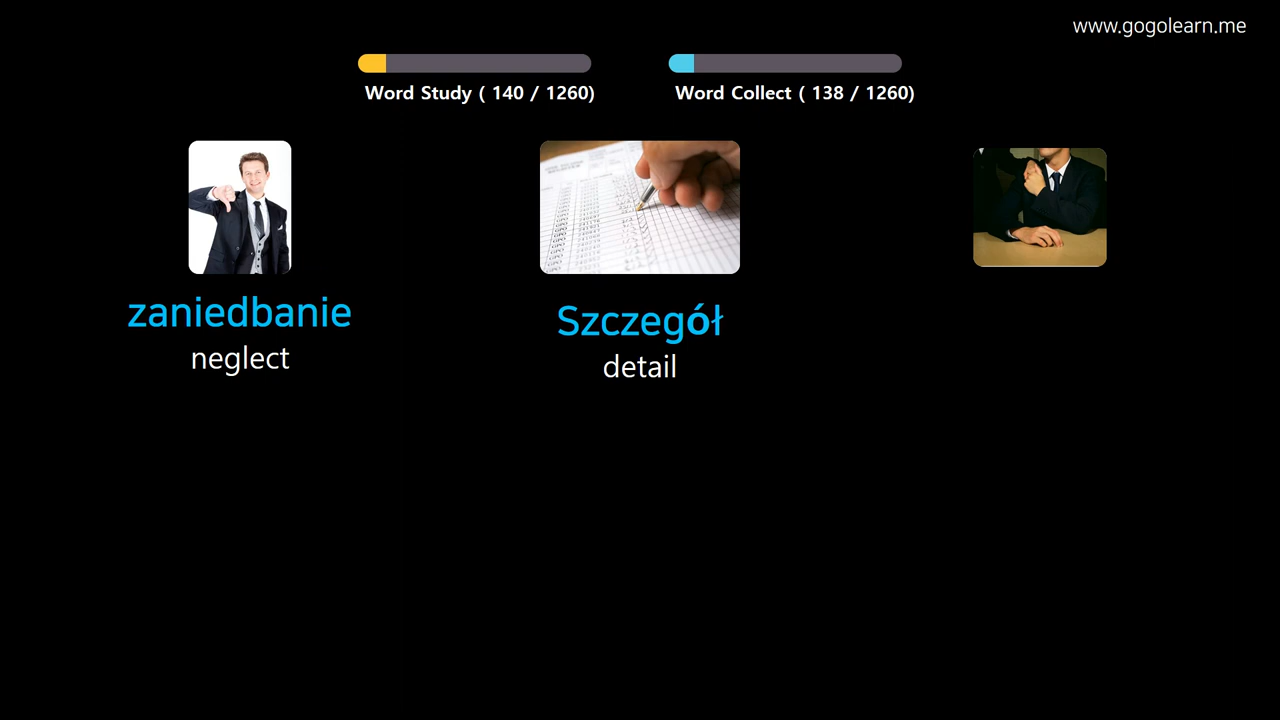 www.gogolearn.me
Word Study ( 140 / 1260)
Word Collect ( 138 / 1260)
zaniedbanie
neglect
Szczegół
detail